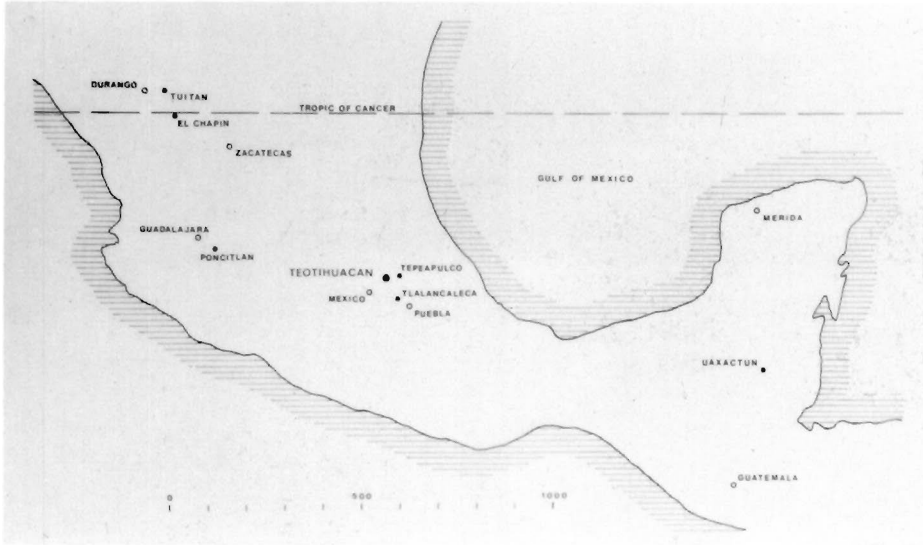 DURANGO
TUITAN
TROPIC OF CANCER
EL CHAPIN
ZACATECAS
GULF OF MEXICO
MERIDA
GUADALAJARA
PONCITLAN
TEOTIHUACAN
TEPEAPULCO
MEXICO
TLALANCALECA
PUEBLA
UAXACTUN
GUATEMALA
0 500 1000